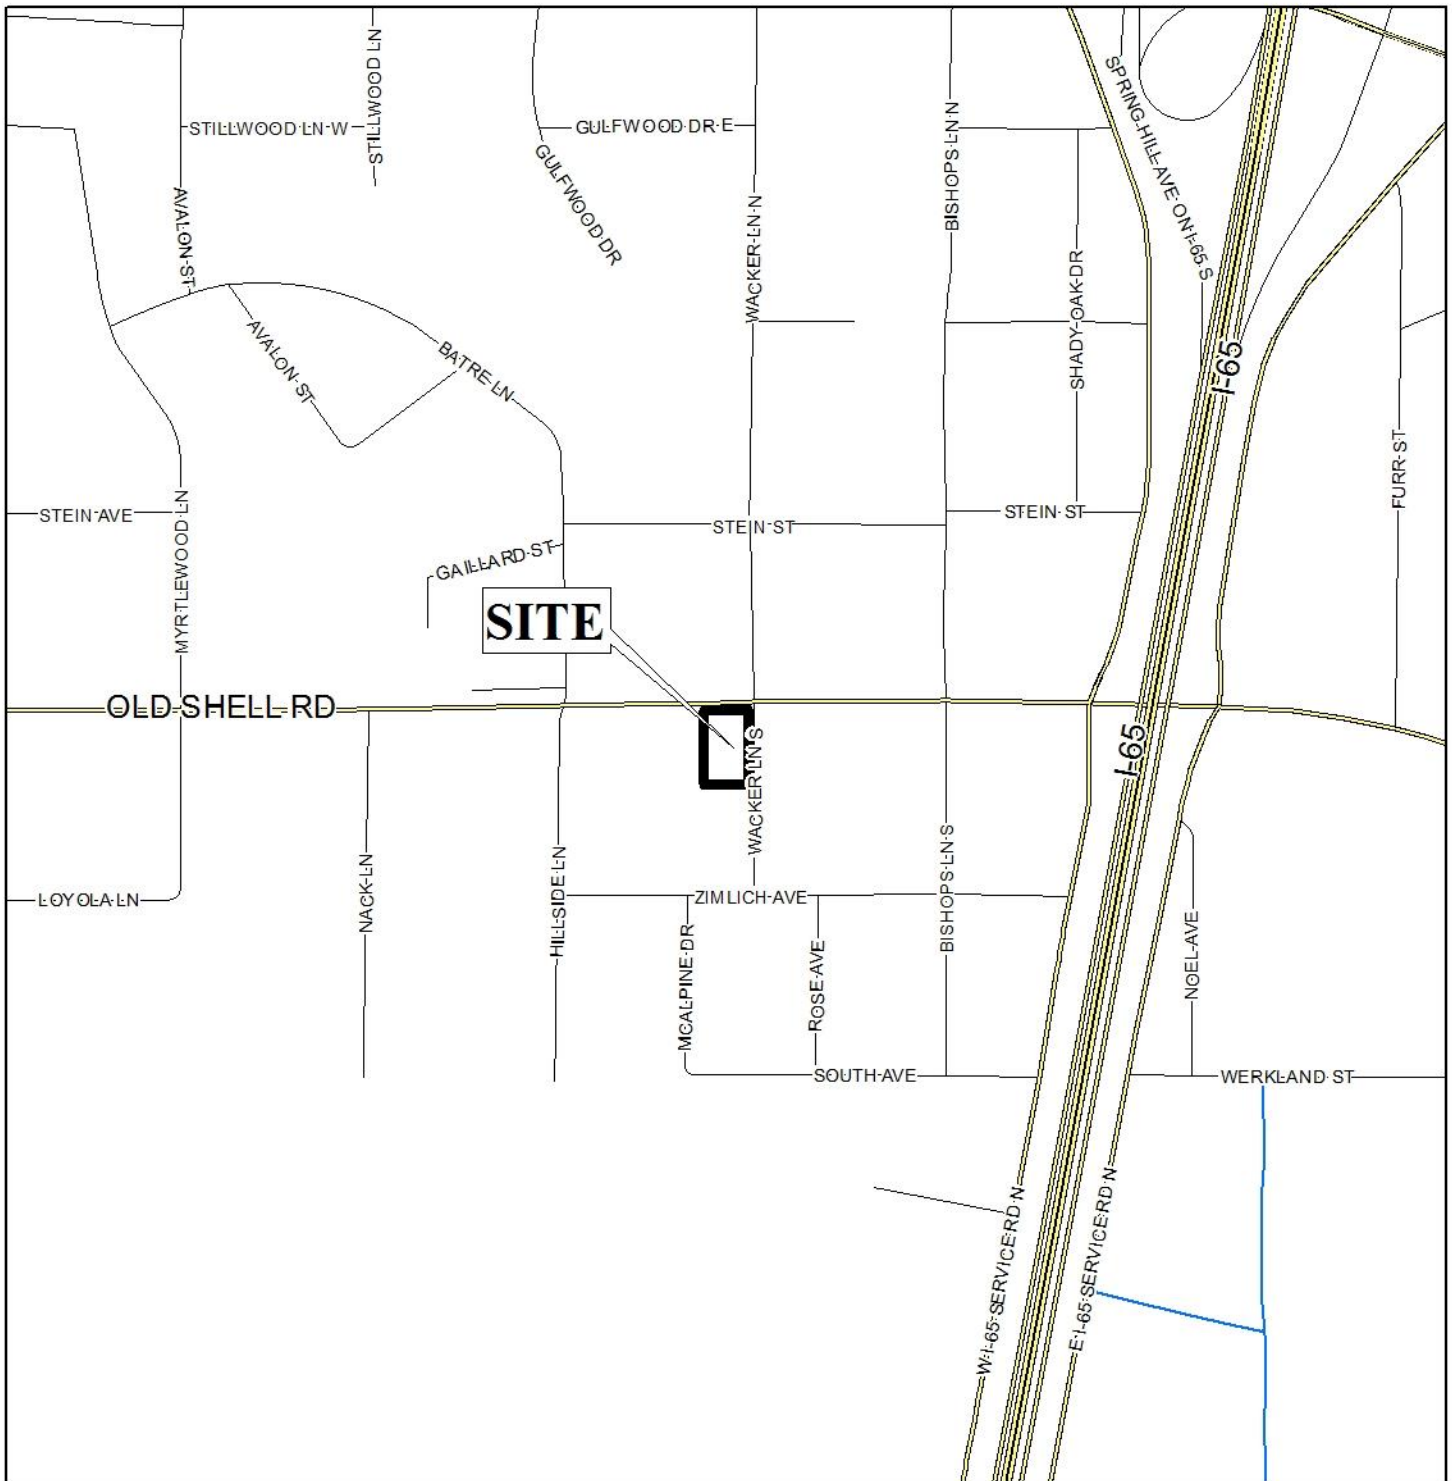 STILLWOOD LN
SPRING HILL AVE ON I-65 S
STILLWOOD LN W
GULFWOOD DR E
BISHOPS LN N
GULFWOOD DR
AVALON ST
WACKER LN N
SHADY OAK DR
AVALON ST
BATRE LN
I-65
FURR ST
STEIN AVE
MYRTLEWOOD LN
STEIN ST
STEIN ST
GAILLARD ST
SITE
OLD SHELL RD
I-65
WACKER LN S
NACK LN
HILLSIDE LN
BISHOPS LN S
LOYOLA LN
ZIMLICH AVE
MCALPINE DR
ROSE AVE
NOEL AVE
SOUTH AVE
WERKLAND ST
W I-65 SERVICE RD N
E I-65 SERVICE RD N